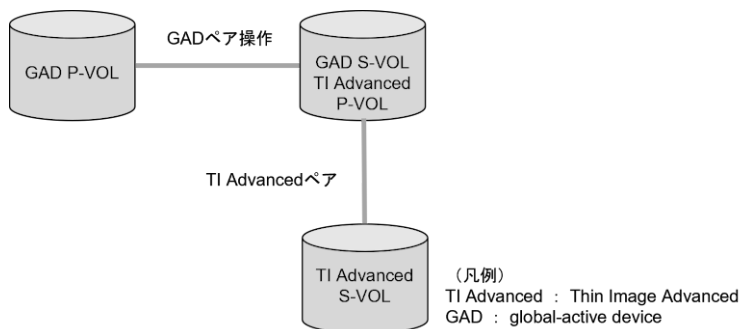 GADペア操作
GAD P-VOL
GAD S-VOL
TI Advanced
P-VOL
TI Advancedペア
TI Advanced
S-VOL
（凡例）
TI Advanced ： Thin Image Advanced
GAD ： global-active device